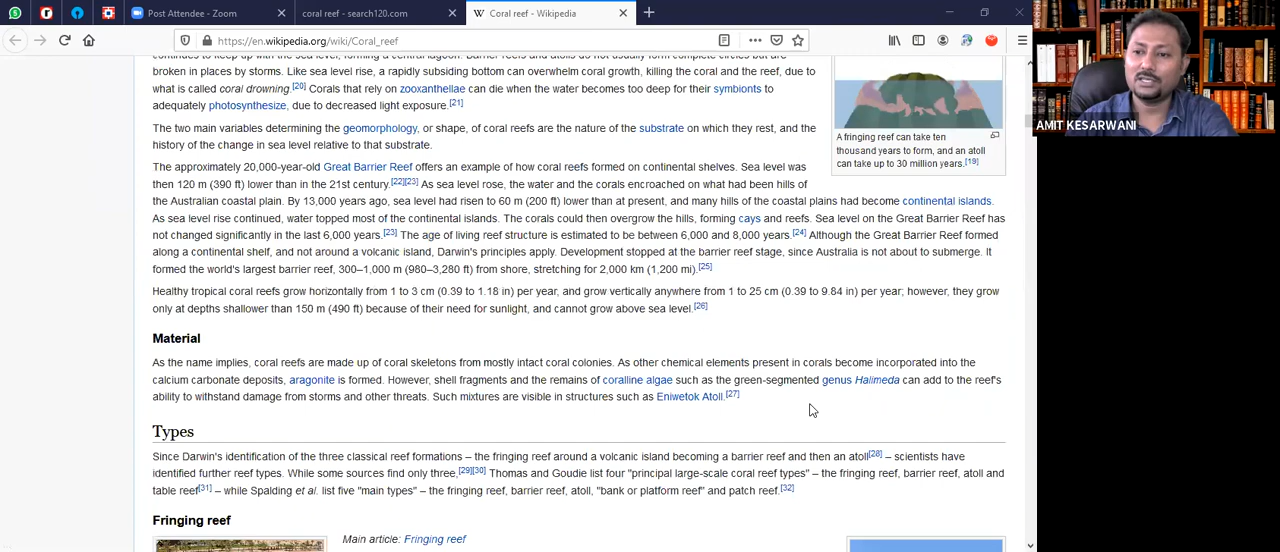 Post Attendee - Zoom
coral reef - search120.com
Coral reef - Wikipedia
https://en.wikipedia.org/wiki/Coral_reef
continues to keep up with the sea level, forming a central lagoon. Barrier reefs and atolls do not usually form complete circles but are
broken in places by storms. Like sea level rise, a rapidly subsiding bottom can overwhelm coral growth, killing the coral and the reef, due to
what is called coral drowning.[20] Corals that rely on zooxanthellae can die when the water becomes too deep for their symbionts to
adequately photosynthesize, due to decreased light exposure.[21]
The two main variables determining the geomorphology, or shape, of coral reefs are the nature of the substrate on which they rest, and the
history of the change in sea level relative to that substrate.
The approximately 20,000-year-old Great Barrier Reef offers an example of how coral reefs formed on continental shelves. Sea level was
then 120 m (390 ft) lower than in the 21st century.[22][23] As sea level rose, the water and the corals encroached on what had been hills of
the Australian coastal plain. By 13,000 years ago, sea level had risen to 60 m (200 ft) lower than at present, and many hills of the coastal plains had become continental islands.
As sea level rise continued, water topped most of the continental islands. The corals could then overgrow the hills, forming cays and reefs. Sea level on the Great Barrier Reef has
not changed significantly in the last 6,000 years.[23] The age of living reef structure is estimated to be between 6,000 and 8,000 years.[24] Although the Great Barrier Reef formed
along a continental shelf, and not around a volcanic island, Darwin's principles apply. Development stopped at the barrier reef stage, since Australia is not about to submerge. It
formed the world's largest barrier reef, 300–1,000 m (980–3,280 ft) from shore, stretching for 2,000 km (1,200 mi).[25]
Healthy tropical coral reefs grow horizontally from 1 to 3 cm (0.39 to 1.18 in) per year, and grow vertically anywhere from 1 to 25 cm (0.39 to 9.84 in) per year; however, they grow
only at depths shallower than 150 m (490 ft) because of their need for sunlight, and cannot grow above sea level.[26]
A fringing reef can take ten
thousand years to form, and an atoll
can take up to 30 million years.[19]
Material
As the name implies, coral reefs are made up of coral skeletons from mostly intact coral colonies. As other chemical elements present in corals become incorporated into the
calcium carbonate deposits, aragonite is formed. However, shell fragments and the remains of coralline algae such as the green-segmented genus Halimeda can add to the reef's
ability to withstand damage from storms and other threats. Such mixtures are visible in structures such as Eniwetok Atoll.[27]
Types
Since Darwin's identification of the three classical reef formations – the fringing reef around a volcanic island becoming a barrier reef and then an atoll[28] – scientists have
identified further reef types. While some sources find only three,[29][30] Thomas and Goudie list four "principal large-scale coral reef types" – the fringing reef, barrier reef, atoll and
table reef[31] – while Spalding et al. list five "main types" – the fringing reef, barrier reef, atoll, "bank or platform reef" and patch reef.[32]
Fringing reef
Main article: Fringing reef
AMIT KESARWANI